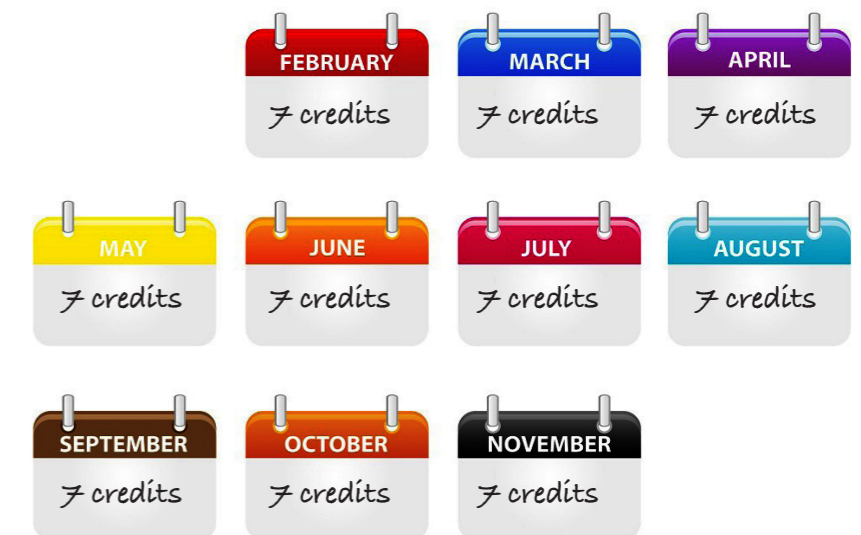 FEBRUARY
7 credits
MARCH
7 credits
APRIL
7 credits
MAY
7 credits
JUNE
7 credits
JULY
7 credits
AUGUST
7 credits
SEPTEMBER
7 credits
OCTOBER
7 credits
NOVEMBER
7 credits